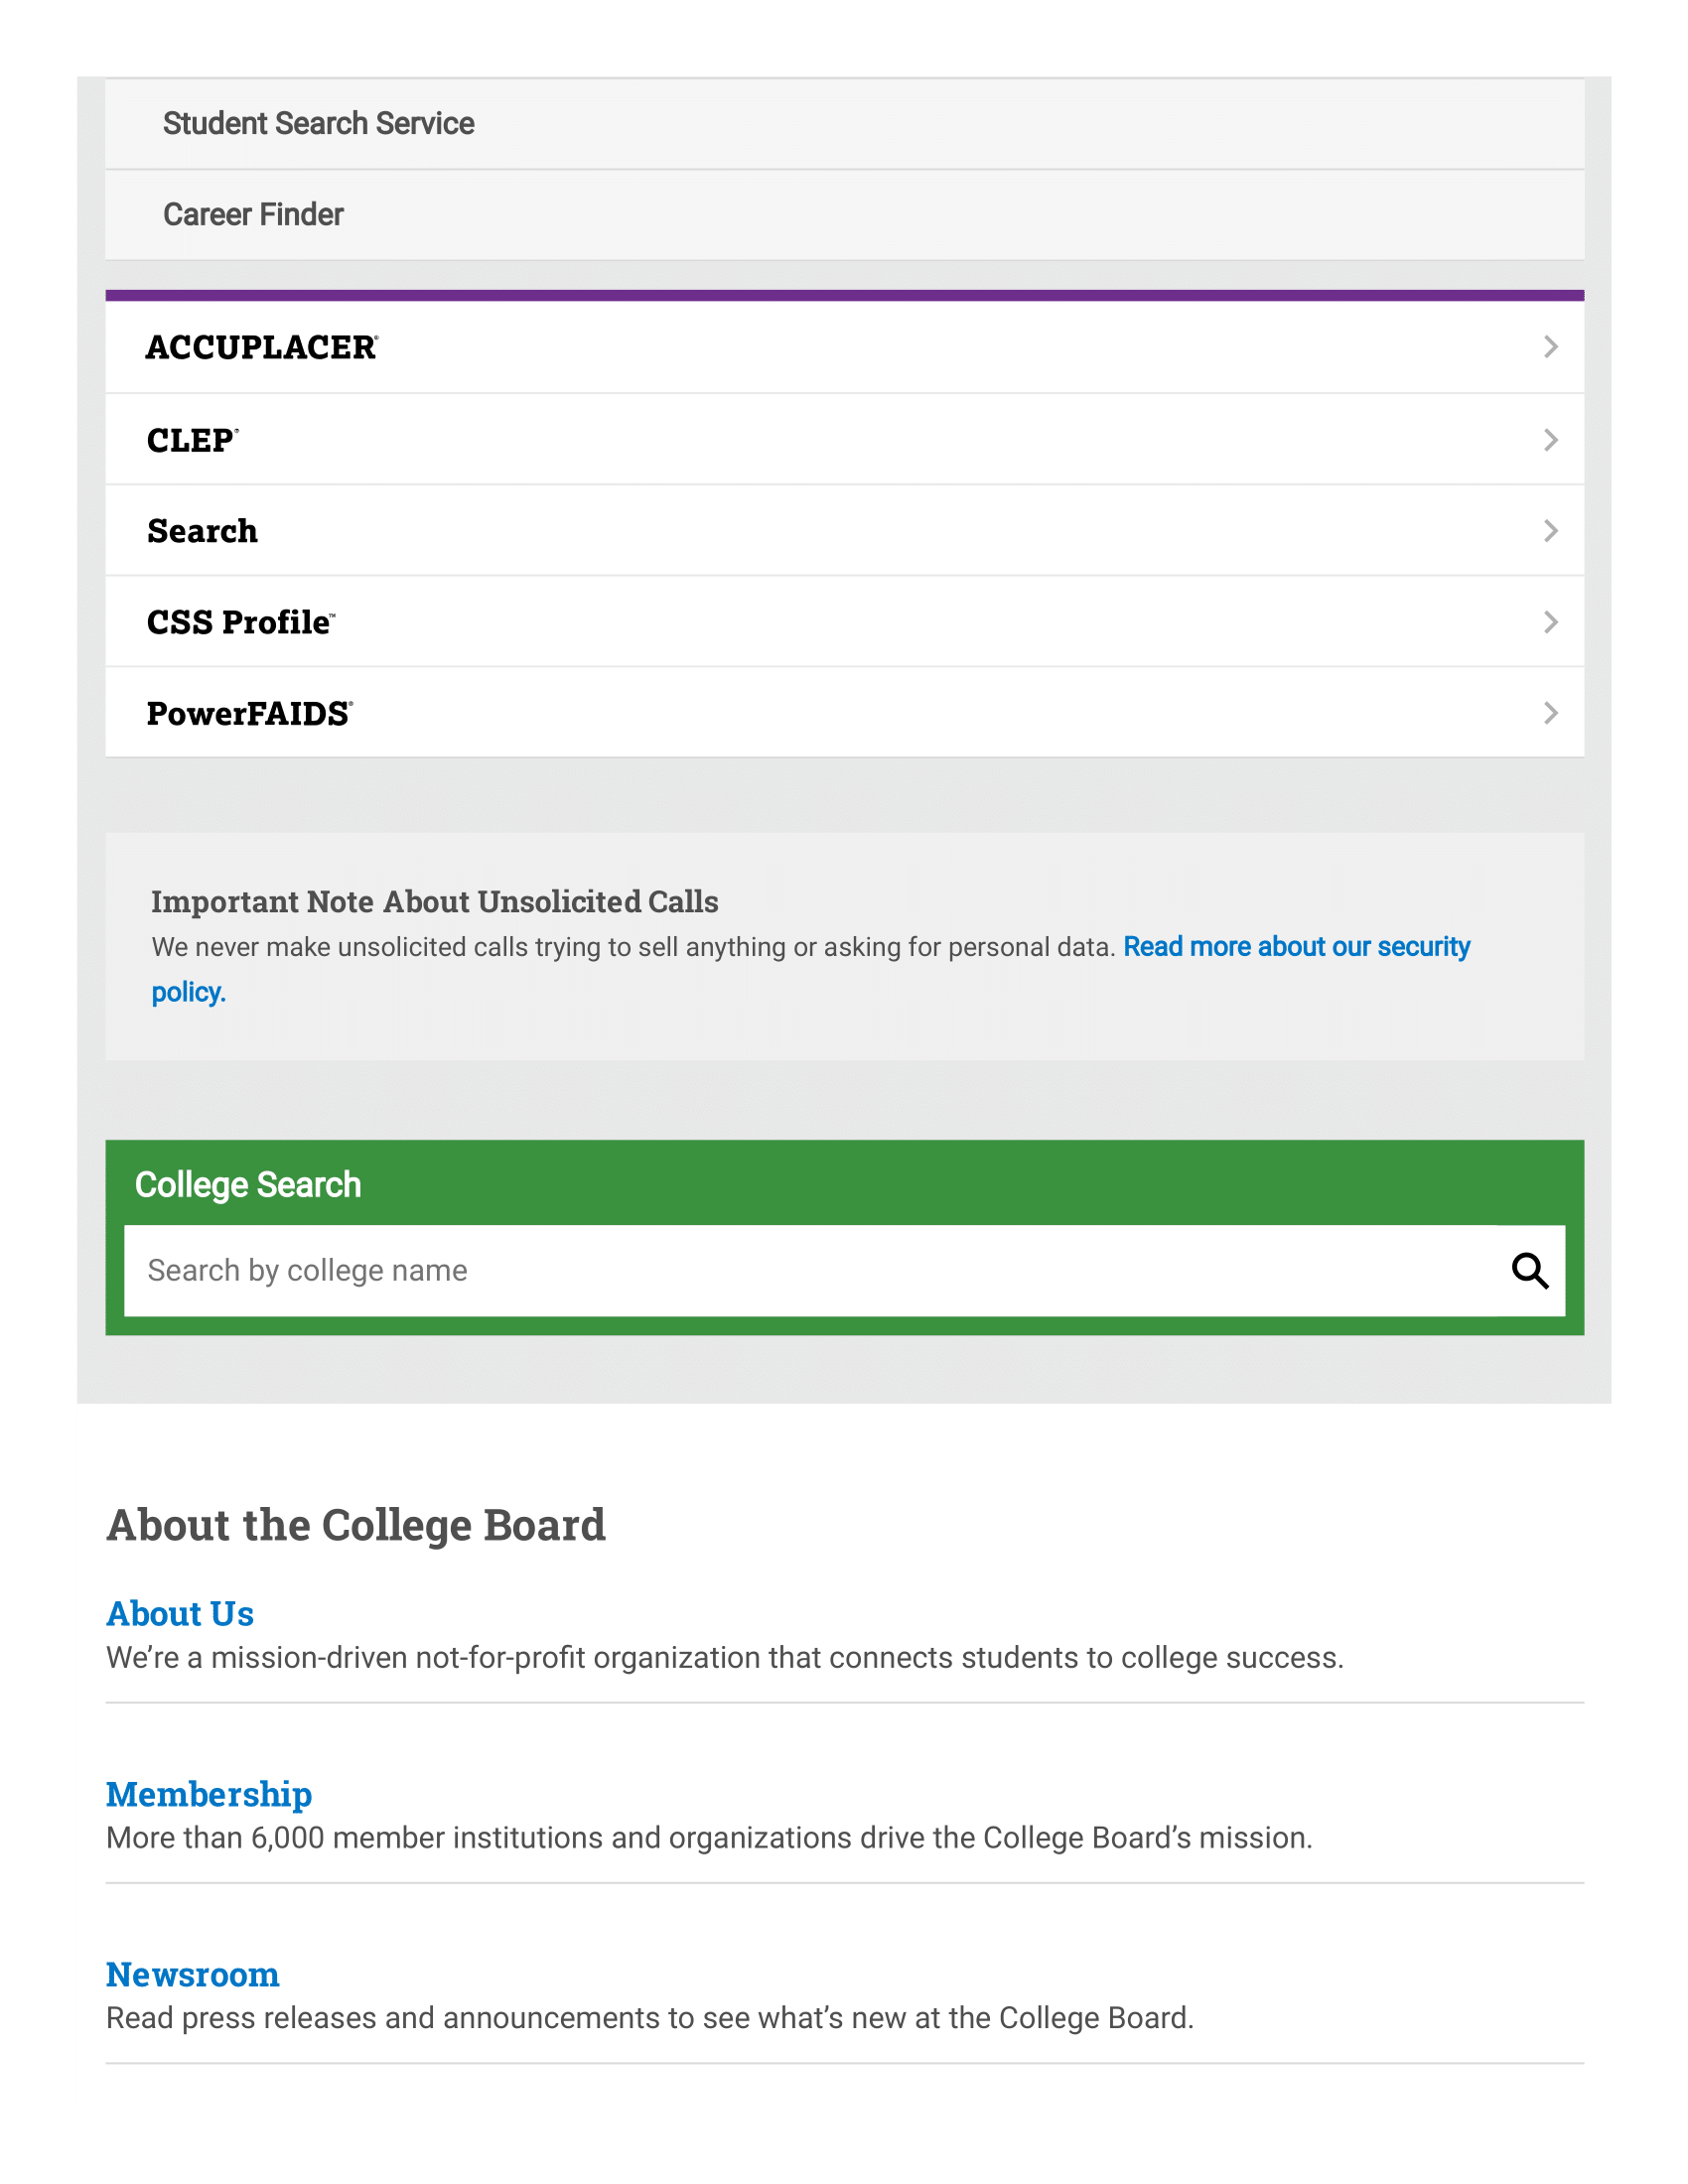 Student Search Service
Career Finder
ACCUPLACER®
CLEP®
Search
CSS Profile™
PowerFAIDS®
Important Note About Unsolicited Calls
We never make unsolicited calls trying to sell anything or asking for personal data. Read more about our security
policy.
College Search
Search by college name
About the College Board
About Us
We’re a mission-driven not-for-profit organization that connects students to college success.
Membership
More than 6,000 member institutions and organizations drive the College Board’s mission.
Newsroom
Read press releases and announcements to see what’s new at the College Board.